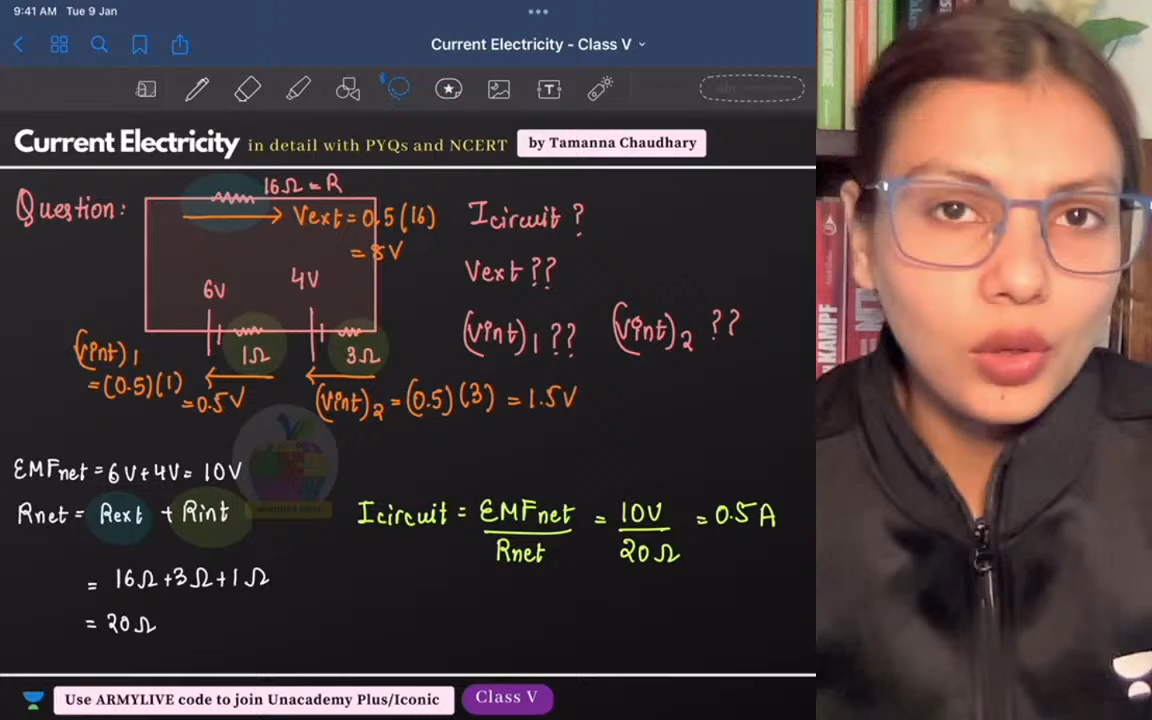 9:41 AM Tue 9 Jan
Current Electricity - Class V
Current Electricity in detail with PYQs and NCERT by Tamanna Chaudhary
Question:
16Ω = R
Vext = 0.5(16)
= 8V
6V
4V
1Ω
3Ω
(Vint)1
= (0.5)(1)
= 0.5V
(Vint)2 = (0.5)(3) = 1.5V
Icircuit ?
Vext ??
(Vint)1 ??
(Vint)2 ??
EMFnet = 6V+4V = 10V
Rnet = Rext + Rint
= 16Ω+3Ω+1Ω
= 20Ω
Icircuit = EMFnet/Rnet = 10V/20Ω = 0.5A
Use ARMYLIVE code to join Unacademy Plus/Iconic
Class V
KAMPF